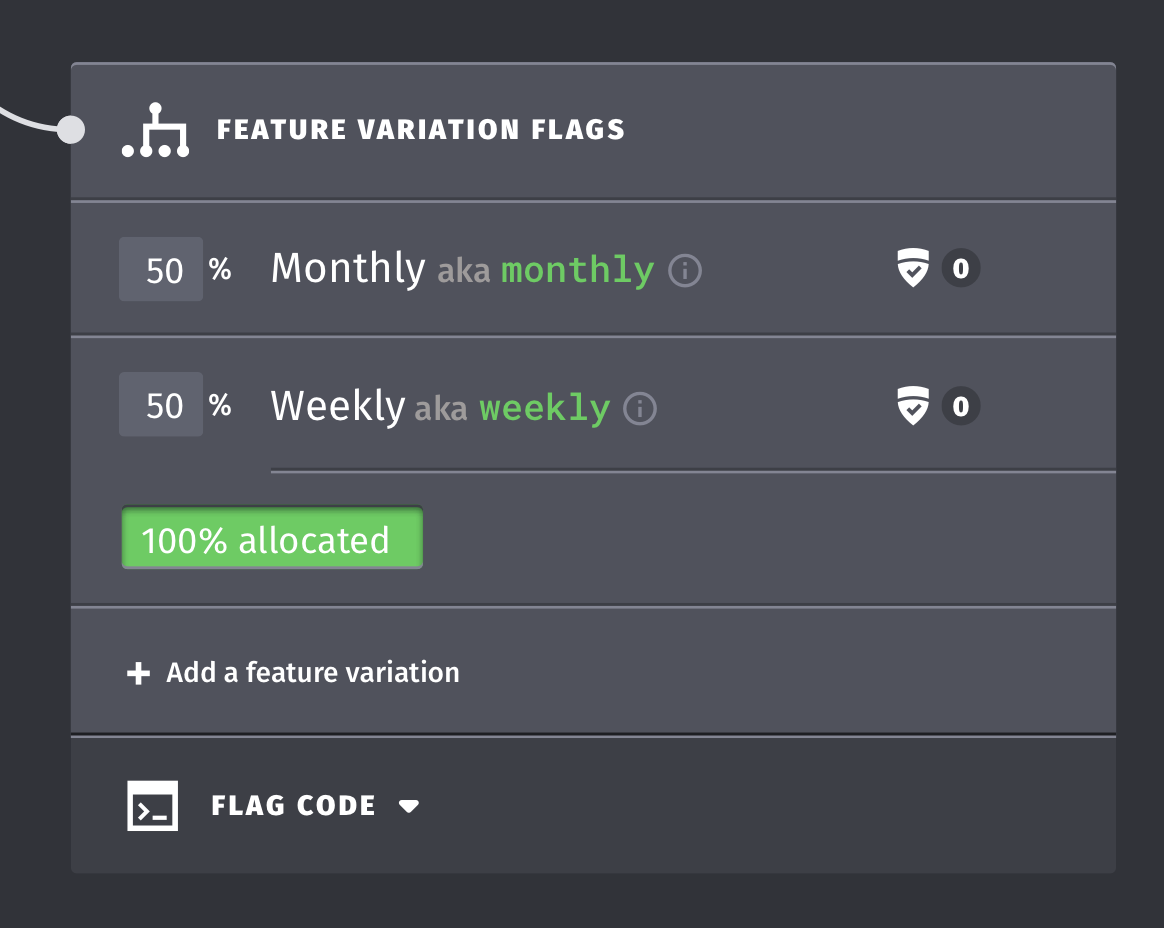 FEATURE VARIATION FLAGS
50 % Monthly aka monthly 0
50 % Weekly aka weekly 0
100% allocated
+ Add a feature variation
FLAG CODE